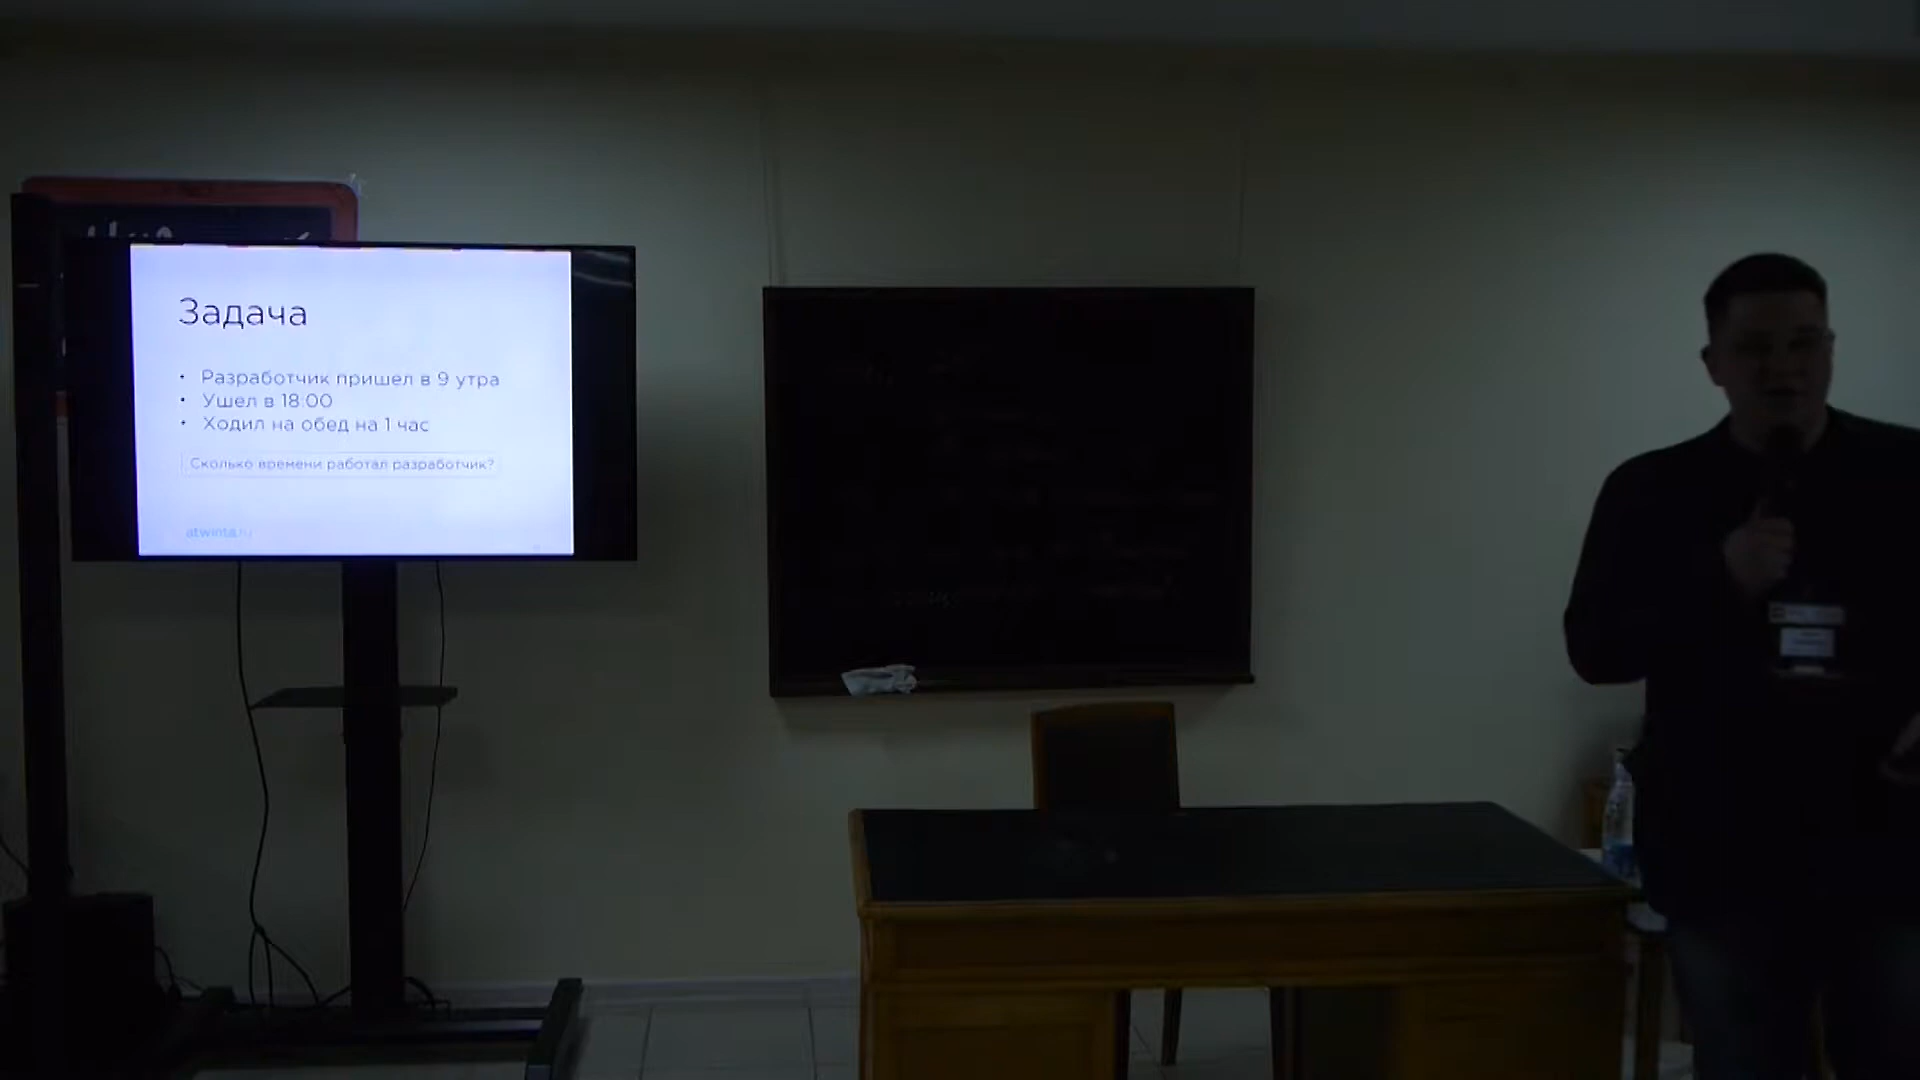 Задача
• Разработчик пришел в 9 утра
• Ушел в 18:00
• Ходил на обед на 1 час
Сколько времени работал разработчик?
atwinta.ru